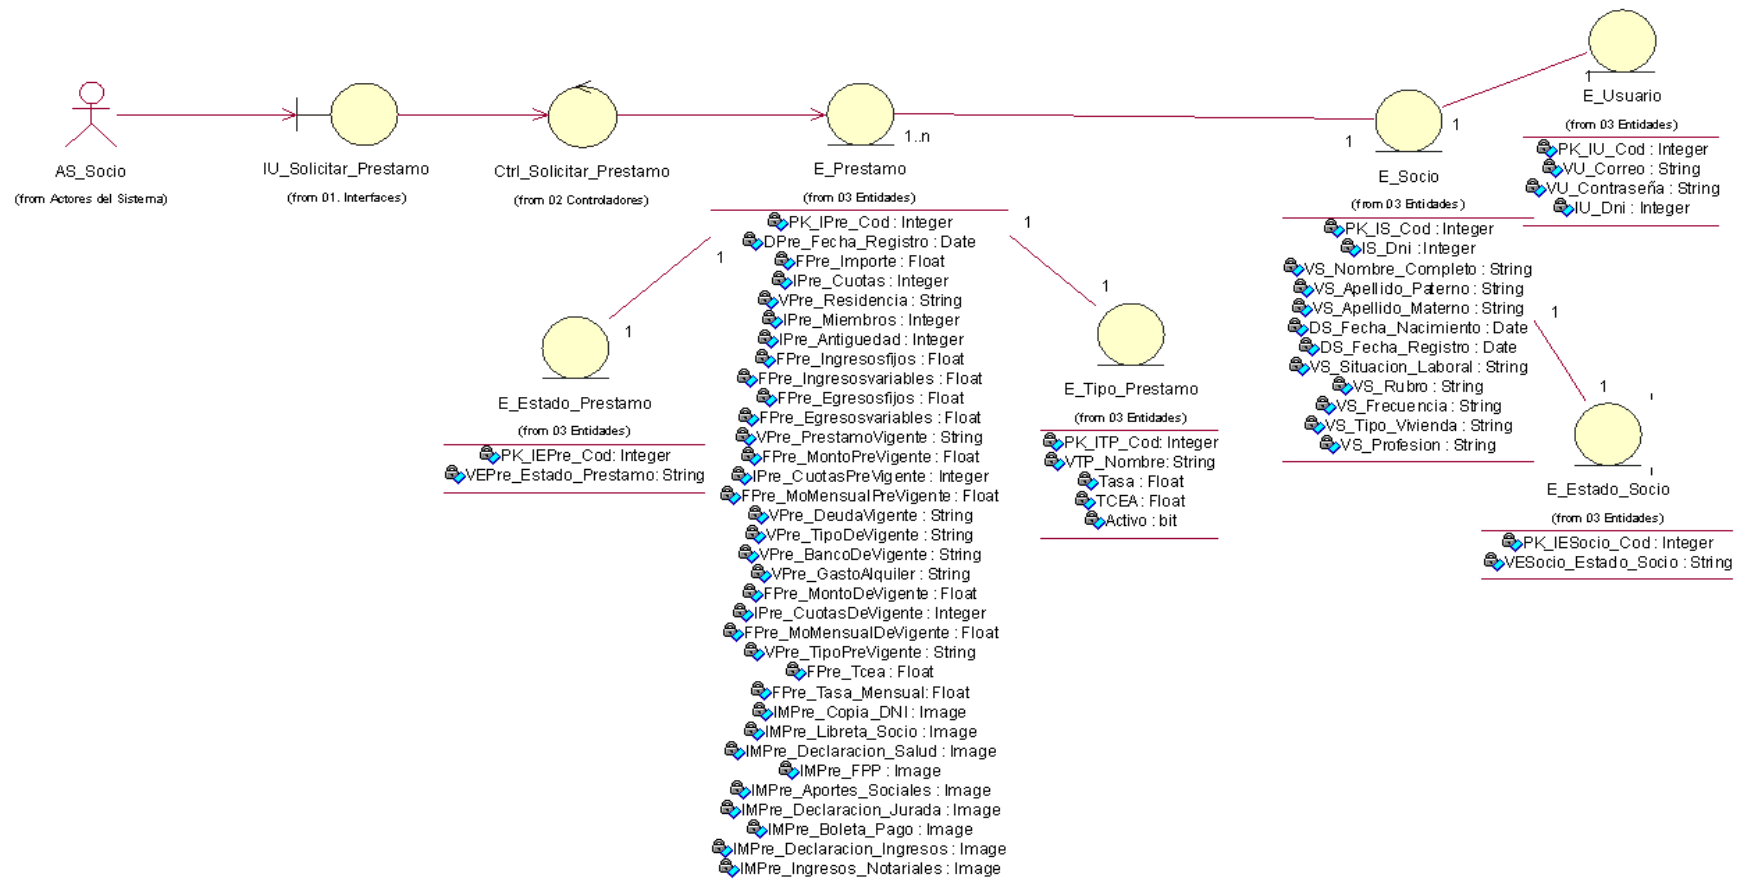 AS_Socio
(from Actores del Sistema)
IU_Solicitar_Prestamo
(from 01. Interfaces)
Ctrl_Solicitar_Prestamo
(from 02 Controladores)
1..n
E_Prestamo
(from 03 Entidades)
PK_IPre_Cod : Integer
DPre_Fecha_Registro : Date
FPre_Importe : Float
IPre_Cuotas : Integer
VPre_Residencia : String
IPre_Miembros : Integer
IPre_Antiguedad : Integer
FPre_Ingresosfijos : Float
FPre_Ingresosvariables : Float
FPre_Egresosfijos : Float
FPre_Egresosvariables : Float
VPre_PrestamoVigente : String
FPre_MontoPreVigente : Float
IPre_CuotasPreVigente : Integer
FPre_MoMensualPreVigente : Float
VPre_DeudaVigente : String
VPre_TipoDeVigente : String
VPre_BancoDeVigente : String
VPre_GastoAlquiler : String
FPre_MontoDeVigente : Float
IPre_CuotasDeVigente : Integer
FPre_MoMensualDeVigente : Float
VPre_TipoPreVigente : String
FPre_Tcea : Float
FPre_Tasa_Mensual: Float
IMPre_Copia_DNI : Image
IMPre_Libreta_Socio : Image
IMPre_Declaracion_Salud : Image
IMPre_FPP : Image
IMPre_Aportes_Sociales : Image
IMPre_Declaracion_Jurada : Image
IMPre_Boleta_Pago : Image
IMPre_Declaracion_Ingresos : Image
IMPre_Ingresos_Notariales : Image
1
1
E_Estado_Prestamo
(from 03 Entidades)
PK_IEPre_Cod: Integer
VEPre_Estado_Prestamo: String
1
1
E_Tipo_Prestamo
(from 03 Entidades)
PK_ITP_Cod: Integer
VTP_Nombre: String
Tasa : Float
TCEA : Float
Activo : bit
1
1
E_Socio
(from 03 Entidades)
PK_IS_Cod : Integer
IS_Dni : Integer
VS_Nombre_Completo : String
VS_Apellido_Paterno : String
VS_Apellido_Materno : String
DS_Fecha_Nacimiento : Date
DS_Fecha_Registro : Date
VS_Situacion_Laboral : String
VS_Rubro : String
VS_Frecuencia : String
VS_Tipo_Vivienda : String
VS_Profesion : String
1
E_Usuario
(from 03 Entidades)
PK_IU_Cod : Integer
VU_Correo : String
VU_Contraseña : String
IU_Dni : Integer
1
1
E_Estado_Socio
(from 03 Entidades)
PK_IESocio_Cod : Integer
VESocio_Estado_Socio : String